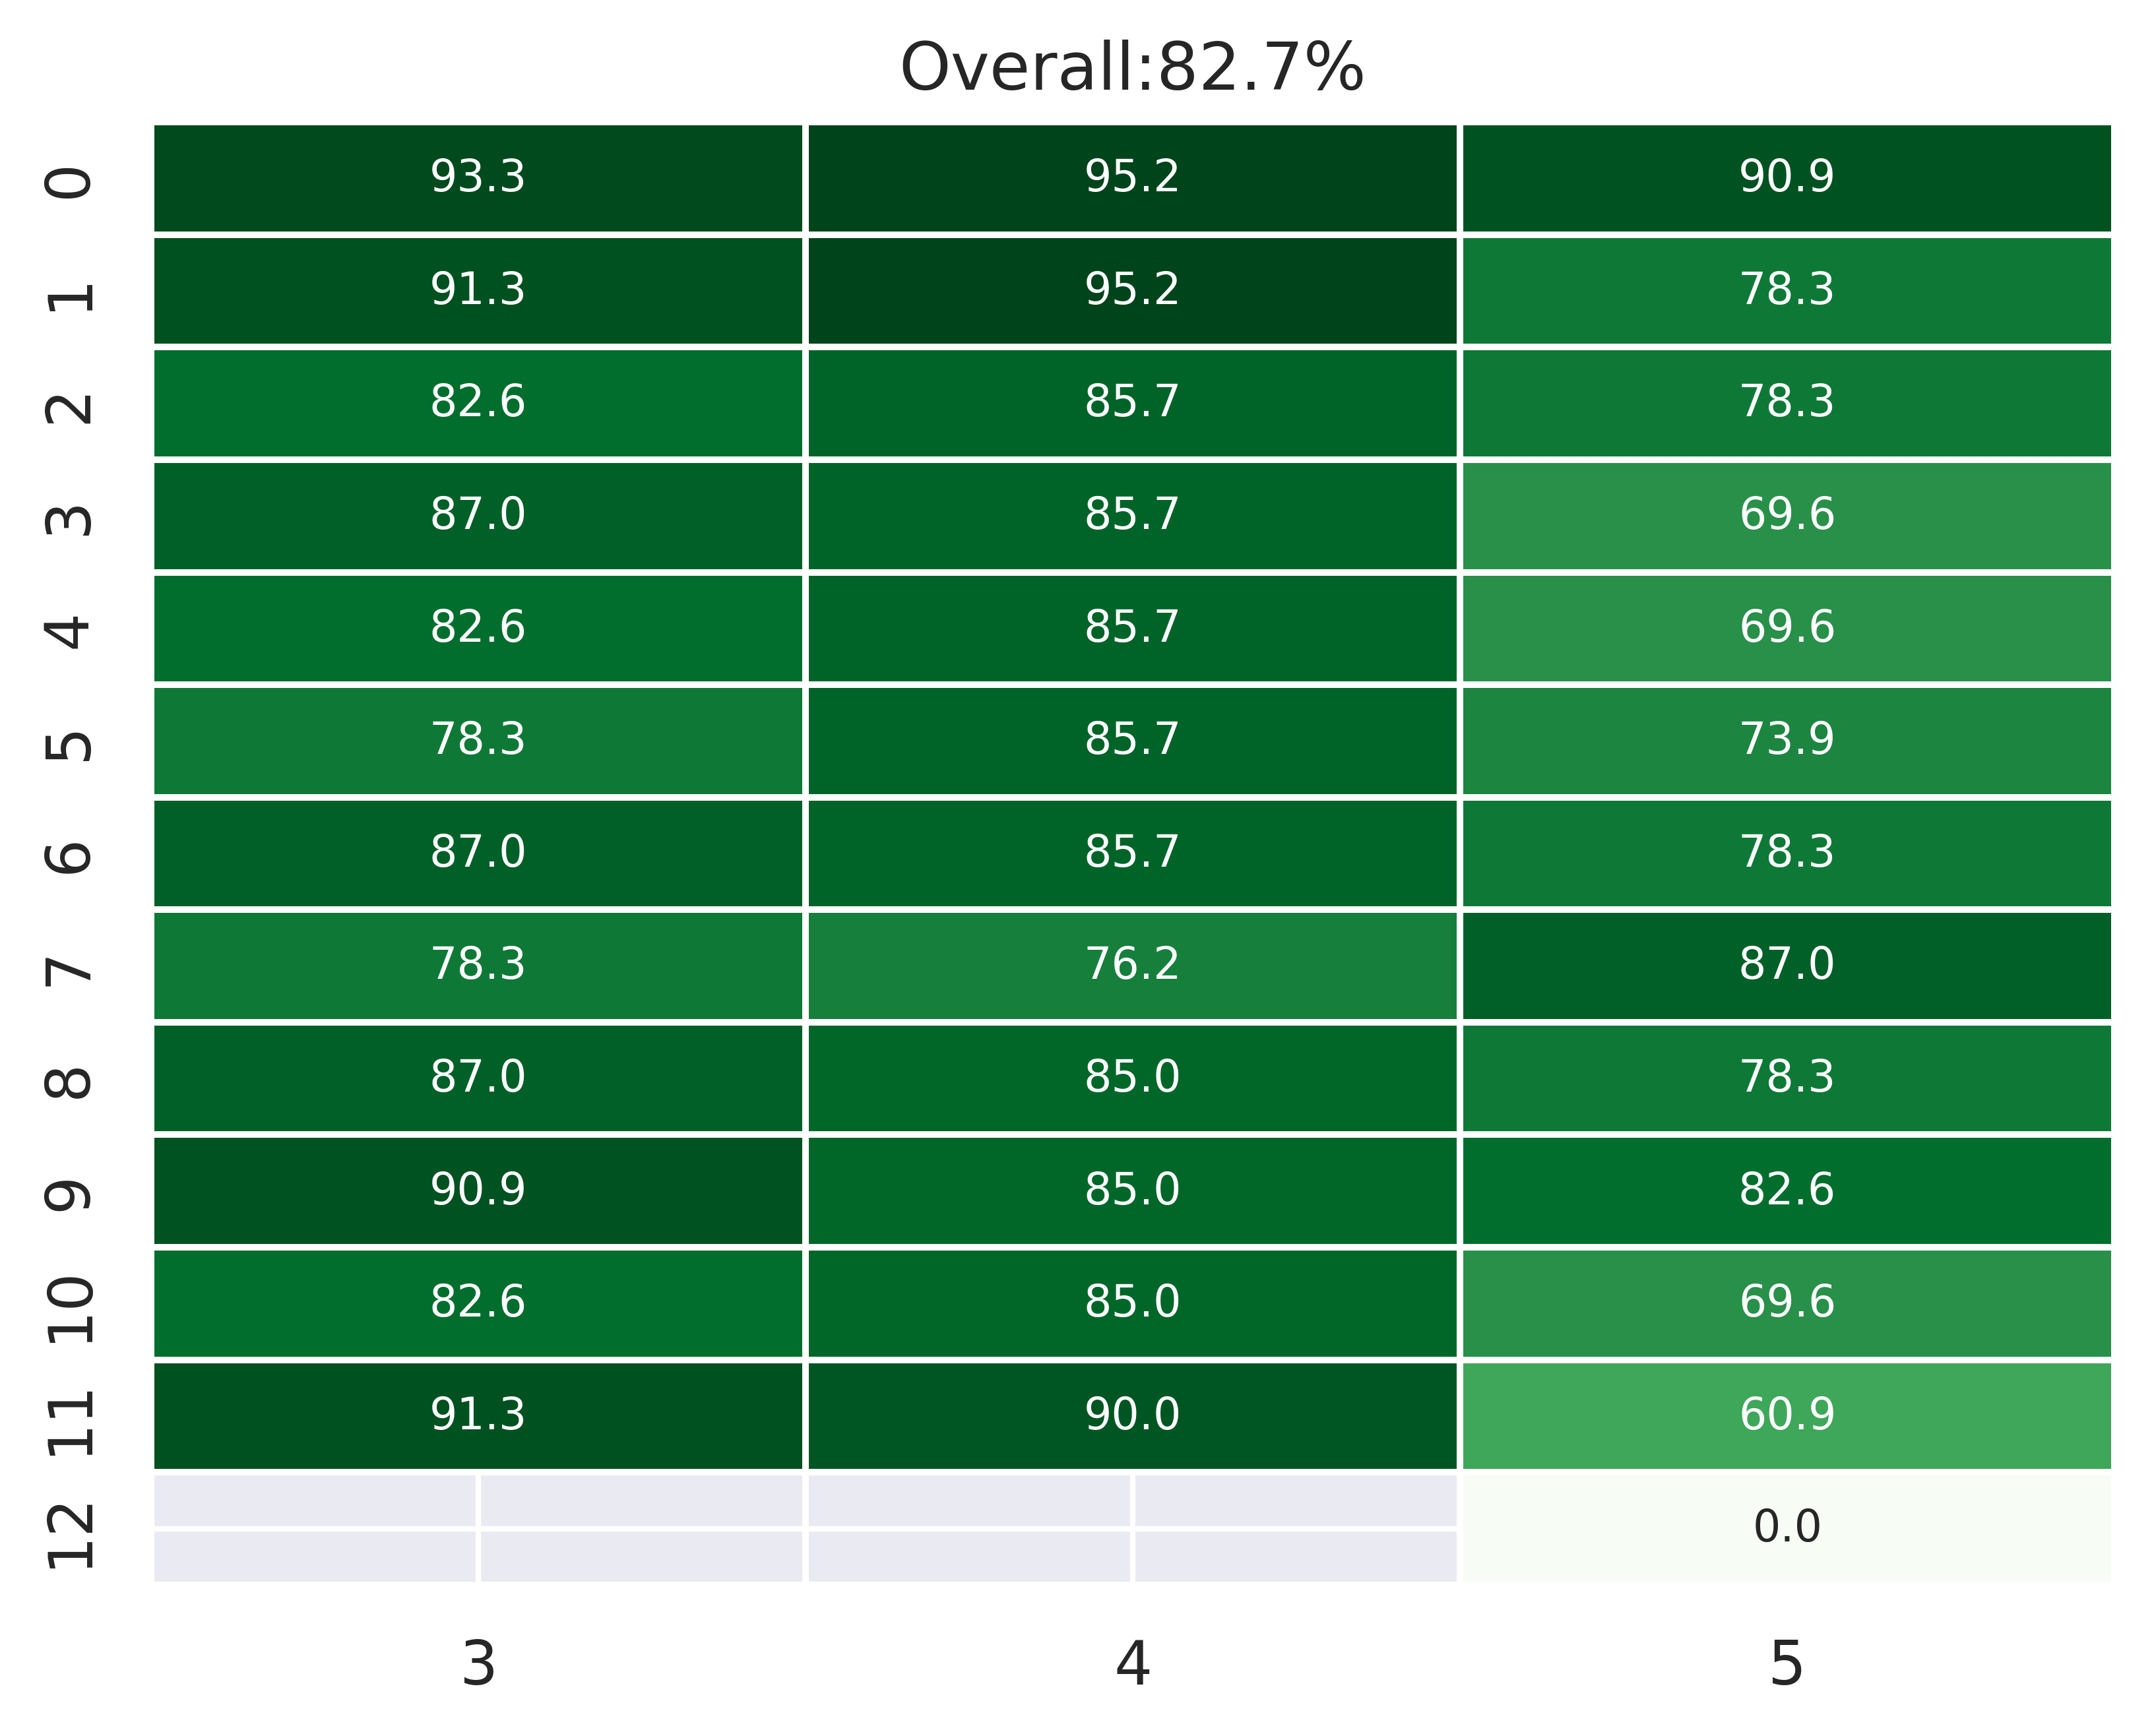 Overall:82.7%
0 93.3 95.2 90.9
1 91.3 95.2 78.3
2 82.6 85.7 78.3
3 87.0 85.7 69.6
4 82.6 85.7 69.6
5 78.3 85.7 73.9
6 87.0 85.7 78.3
7 78.3 76.2 87.0
8 87.0 85.0 78.3
9 90.9 85.0 82.6
10 82.6 85.0 69.6
11 91.3 90.0 60.9
12 0.0
3 4 5